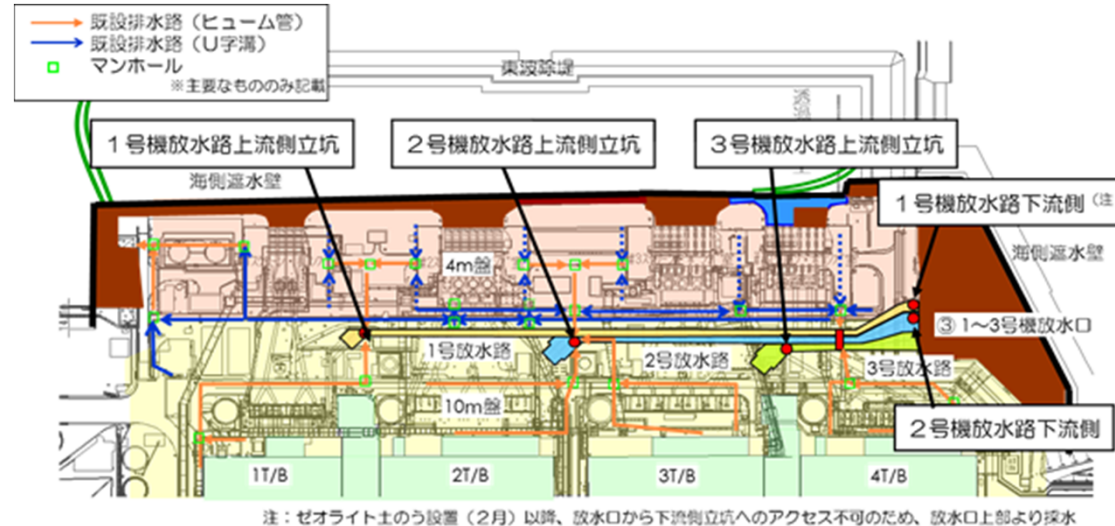 既設排水路（ヒューム管）
既設排水路（U字溝）
マンホール
※主要なもののみ記載
東波除堤
1号機放水路上流側立坑
2号機放水路上流側立坑
3号機放水路上流側立坑
海側遮水壁
1号機放水路下流側（注
海側遮水壁
4m盤
③ 1～3号機放水口
1号放水路
2号放水路
3号放水路
10m盤
2号機放水路下流側
1T/B
2T/B
3T/B
4T/B
注：ゼオライト土のう設置（2月）以降、放水口から下流側立坑へのアクセス不可のため、放水口上部より採水